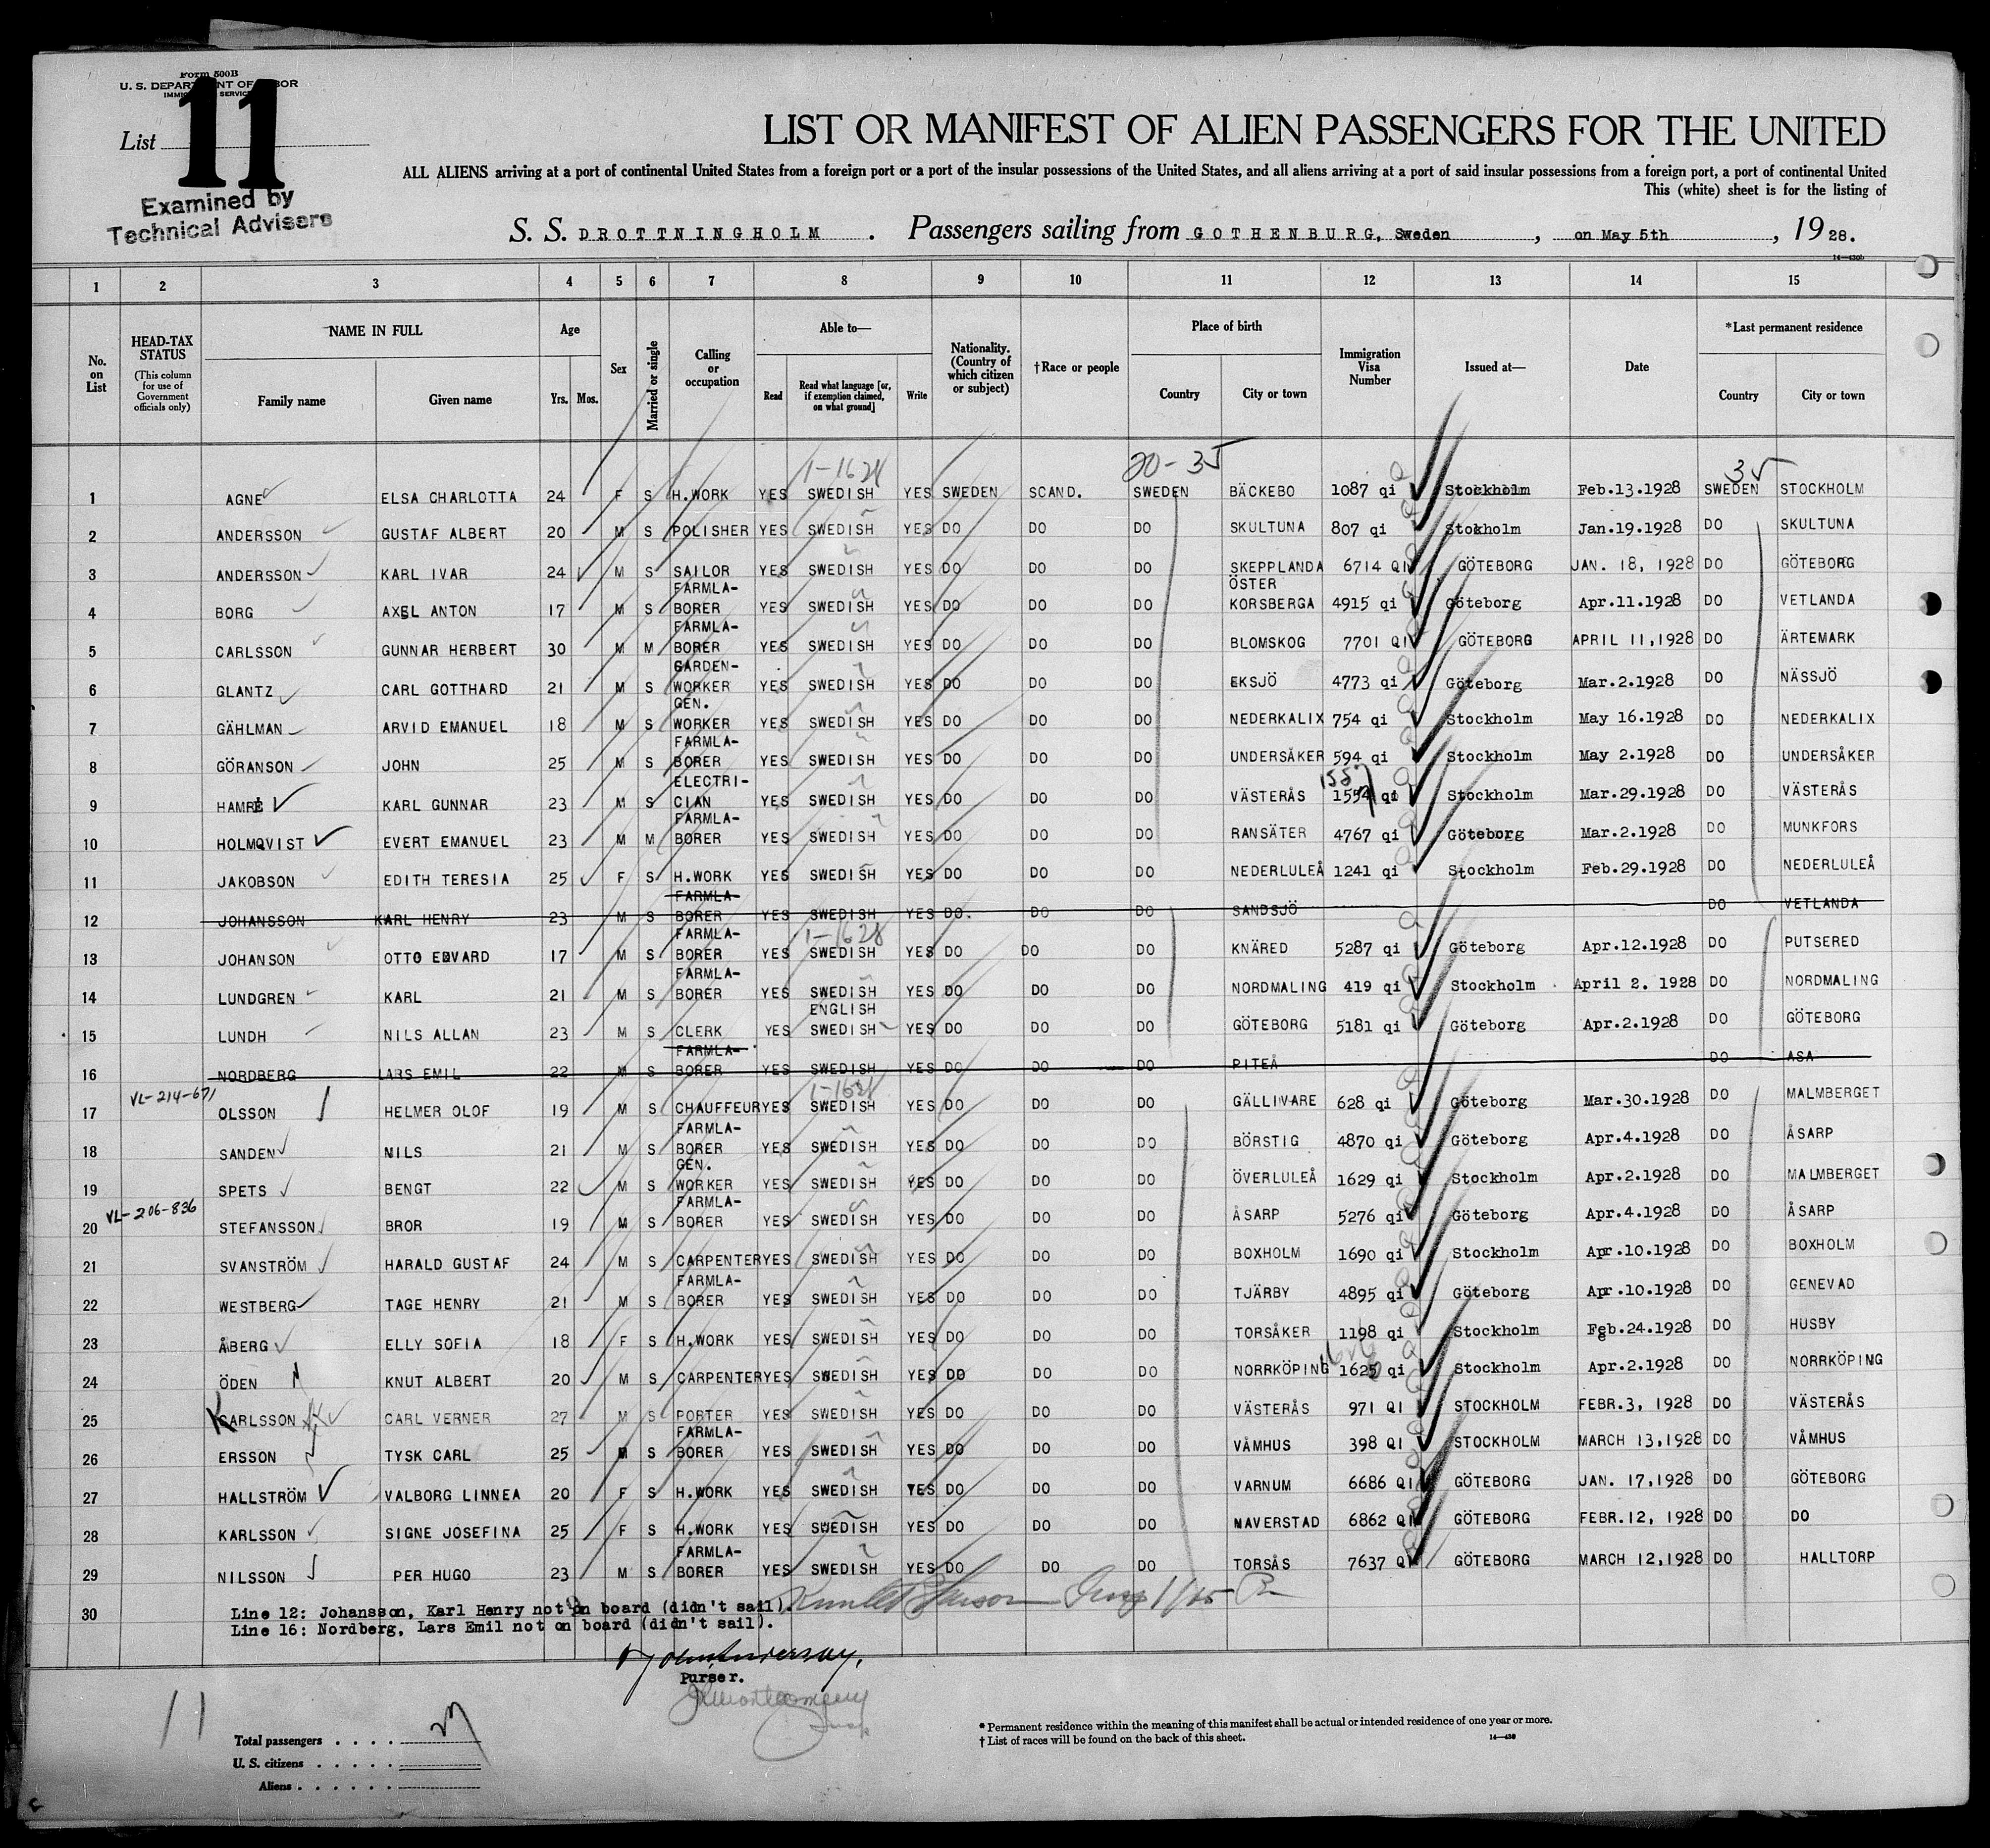 Form 500B
U. S. DEPARTMENT OF LABOR
IMMIGRATION SERVICE
List 11
Examined by
Technical Advisers
LIST OR MANIFEST OF ALIEN PASSENGERS FOR THE UNITED
ALL ALIENS arriving at a port of continental United States from a foreign port or a port of the insular possessions of the United States, and all aliens arriving at a port of said insular possessions from a foreign port, a port of continental United
This (white) sheet is for the listing of
S. S. DROTTNINGHOLM. Passengers sailing from GOTHENBURG, Sweden, on May 5th, 1928.
1 2 3 4 5 6 7 8 9 10 11 12 13 14 15
No. on List
HEAD-TAX STATUS (This column for use of Government officials only)
NAME IN FULL Family name Given name
Age Yrs. Mos.
Sex
Married or single
Calling or occupation
Able to— Read Read what language [or, if exemption claimed, on what ground] Write
Nationality. (Country of which citizen or subject)
†Race or people
Place of birth Country City or town
Immigration Visa Number
Issued at—
Date
*Last permanent residence Country City or town
1-1621 20-35 35
1 AGNE ELSA CHARLOTTA 24 F S H.WORK YES SWEDISH YES SWEDEN SCAND. SWEDEN BÄCKEBO 1087 qi Stockholm Feb.13.1928 SWEDEN STOCKHOLM
2 ANDERSSON GUSTAF ALBERT 20 M S POLISHER YES SWEDISH YES DO DO DO SKULTUNA 807 qi Stokholm Jan.19.1928 DO SKULTUNA
3 ANDERSSON KARL IVAR 24 M S SAILOR YES SWEDISH YES DO DO DO SKEPPLANDA 6714 QI GÖTEBORG JAN. 18, 1928 DO GÖTEBORG
4 BORG AXEL ANTON 17 M S FARMLA-BORER YES SWEDISH YES DO DO DO ÖSTER KORSBERGA 4915 qi Göteborg Apr.11.1928 DO VETLANDA
5 CARLSSON GUNNAR HERBERT 30 M M FARMLA-BORER YES SWEDISH YES DO DO DO BLOMSKOG 7701 QI GÖTEBORG APRIL 11,1928 DO ÄRTEMARK
6 GLANTZ CARL GOTTHARD 21 M S GARDEN-WORKER YES SWEDISH YES DO DO DO EKSJÖ 4773 qi Göteborg Mar.2.1928 DO NÄSSJÖ
7 GÄHLMAN ARVID EMANUEL 18 M S GEN. WORKER YES SWEDISH YES DO DO DO NEDERKALIX 754 qi Stockholm May 16.1928 DO NEDERKALIX
8 GÖRANSON JOHN 25 M S FARMLA-BORER YES SWEDISH YES DO DO DO UNDERSÅKER 594 qi Stockholm May 2.1928 DO UNDERSÅKER
9 HAMRE KARL GUNNAR 23 M S ELECTRI-CIAN YES SWEDISH YES DO DO DO VÄSTERÅS 1557 1554 qi Stockholm Mar.29.1928 DO VÄSTERÅS
10 HOLMQVIST EVERT EMANUEL 23 M M FARMLA-BORER YES SWEDISH YES DO DO DO RANSÄTER 4767 qi Göteborg Mar.2.1928 DO MUNKFORS
11 JAKOBSON EDITH TERESIA 25 F S H.WORK YES SWEDISH YES DO DO DO NEDERLULEÅ 1241 qi Stockholm Feb.29.1928 DO NEDERLULEÅ
12 JOHANSSON KARL HENRY 23 M S FARMLA-BORER YES SWEDISH YES DO. DO DO SANDSJÖ DO VETLANDA
1-1628
13 JOHANSON OTTO EDVARD 17 M S FARMLA-BORER YES SWEDISH YES DO DO DO KNÄRED 5287 qi Göteborg Apr.12.1928 DO PUTSERED
14 LUNDGREN KARL 21 M S FARMLA-BORER YES SWEDISH YES DO DO DO NORDMALING 419 qi Stockholm April 2. 1928 DO NORDMALING
15 LUNDH NILS ALLAN 23 M S CLERK YES ENGLISH SWEDISH YES DO DO DO GÖTEBORG 5181 qi Göteborg Apr.2.1928 DO GÖTEBORG
16 NORDBERG LARS EMIL 22 M S FARMLA-BORER YES SWEDISH YES DO DO DO PITEÅ DO ASA
VL-214-671 1-1621
17 OLSSON HELMER OLOF 19 M S CHAUFFEUR YES SWEDISH YES DO DO DO GÄLLIVARE 628 qi Göteborg Mar.30.1928 DO MALMBERGET
18 SANDEN NILS 21 M S FARMLA-BORER YES SWEDISH YES DO DO DO BÖRSTIG 4870 qi Göteborg Apr.4.1928 DO ÅSARP
19 SPETS BENGT 22 M S GEN. WORKER YES SWEDISH YES DO DO DO ÖVERLULEÅ 1629 qi Stockholm Apr.2.1928 DO MALMBERGET
VL-206-836
20 STEFANSSON BROR 19 M S FARMLA-BORER YES SWEDISH YES DO DO DO ÅSARP 5276 qi Göteborg Apr.4.1928 DO ÅSARP
21 SVANSTRÖM HARALD GUSTAF 24 M S CARPENTER YES SWEDISH YES DO DO DO BOXHOLM 1690 qi Stockholm Apr.10.1928 DO BOXHOLM
22 WESTBERG TAGE HENRY 21 M S FARMLA-BORER YES SWEDISH YES DO DO DO TJÄRBY 4895 qi Göteborg Apr.10.1928 DO GENEVAD
23 ÅBERG ELLY SOFIA 18 F S H.WORK YES SWEDISH YES DO DO DO TORSÅKER 1198 qi Stockholm Feb.24.1928 DO HUSBY
24 ÖDEN KNUT ALBERT 20 M S CARPENTER YES SWEDISH YES DO DO DO NORRKÖPING 1625 qi Stockholm Apr.2.1928 DO NORRKÖPING
25 KARLSSON CARL VERNER 27 M S PORTER YES SWEDISH YES DO DO DO VÄSTERÅS 971 QI STOCKHOLM FEBR.3, 1928 DO VÄSTERÅS
26 ERSSON TYSK CARL 25 M S FARMLA-BORER YES SWEDISH YES DO DO DO VÅMHUS 398 QI STOCKHOLM MARCH 13,1928 DO VÅMHUS
27 HALLSTRÖM VALBORG LINNEA 20 F S H.WORK YES SWEDISH YES DO DO DO VARNUM 6686 QI GÖTEBORG JAN. 17,1928 DO GÖTEBORG
28 KARLSSON SIGNE JOSEFINA 25 F S H.WORK YES SWEDISH YES DO DO DO NAVERSTAD 6862 QI GÖTEBORG FEBR.12, 1928 DO DO
29 NILSSON PER HUGO 23 M S FARMLA-BORER YES SWEDISH YES DO DO DO TORSÅS 7637 QI GÖTEBORG MARCH 12,1928 DO HALLTORP
30 Line 12: Johansson, Karl Henry not on board (didn't sail).
Line 16: Nordberg, Lars Emil not on board (didn't sail).
Purser.
11
Total passengers . . . . 27
U. S. citizens . . . . .
Aliens . . . . . .
* Permanent residence within the meaning of this manifest shall be actual or intended residence of one year or more.
† List of races will be found on the back of this sheet.
14—430